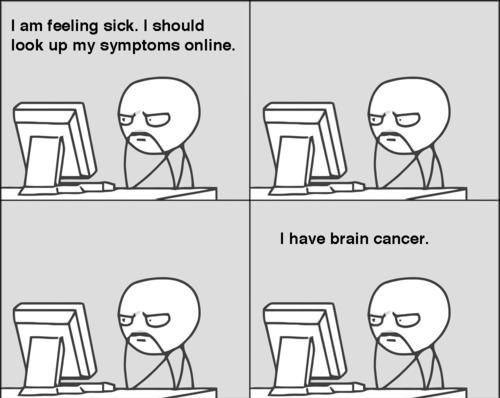 I am feeling sick. I should
look up my symptoms online.
I have brain cancer.